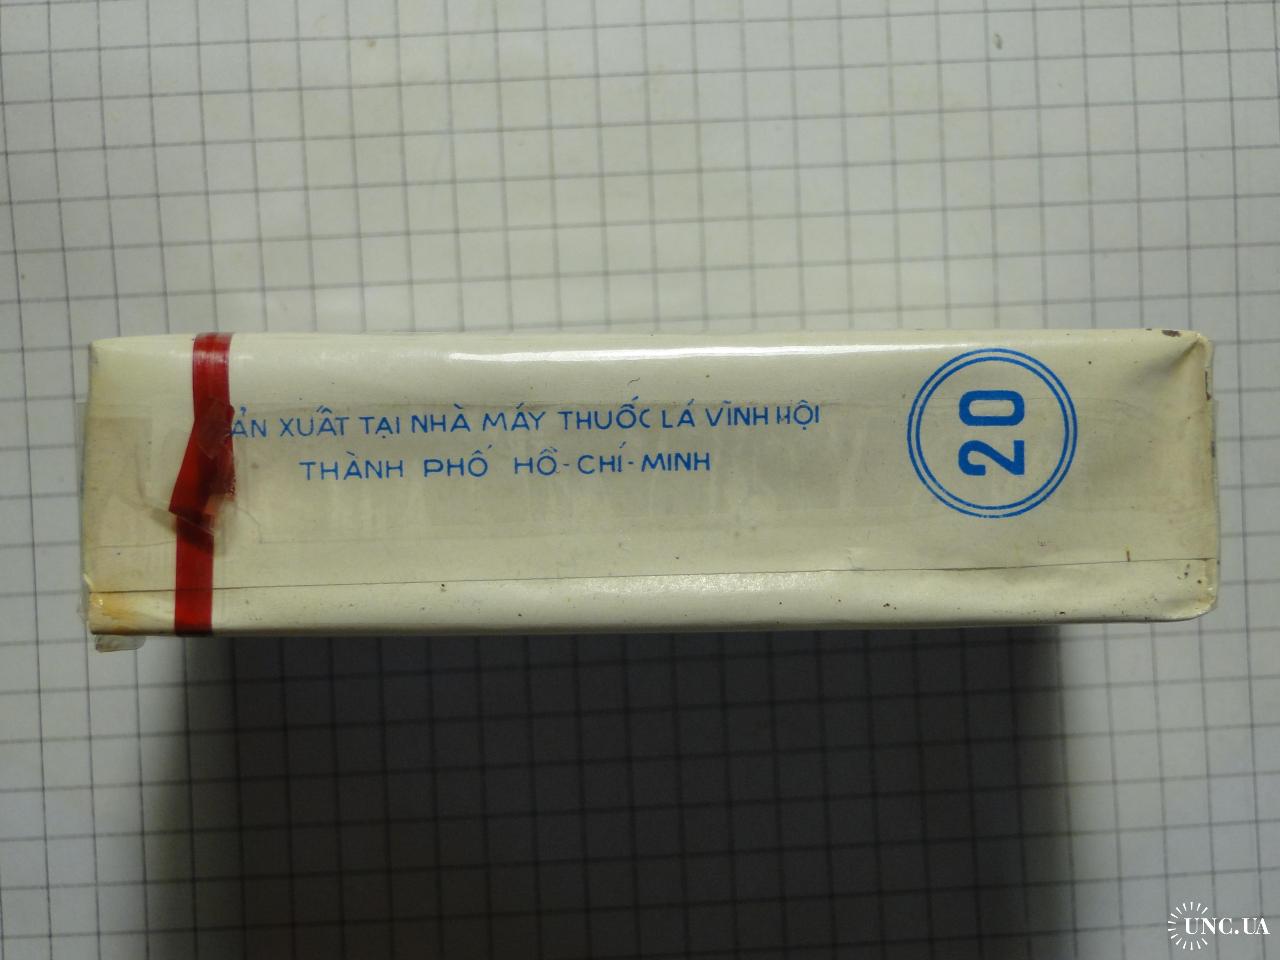 ẢN XUẤT TẠI NHÀ MÁY THUỐC LÁ VĨNH HỘI
THÀNH PHỐ HỒ-CHÍ-MINH
20
UNC.UA